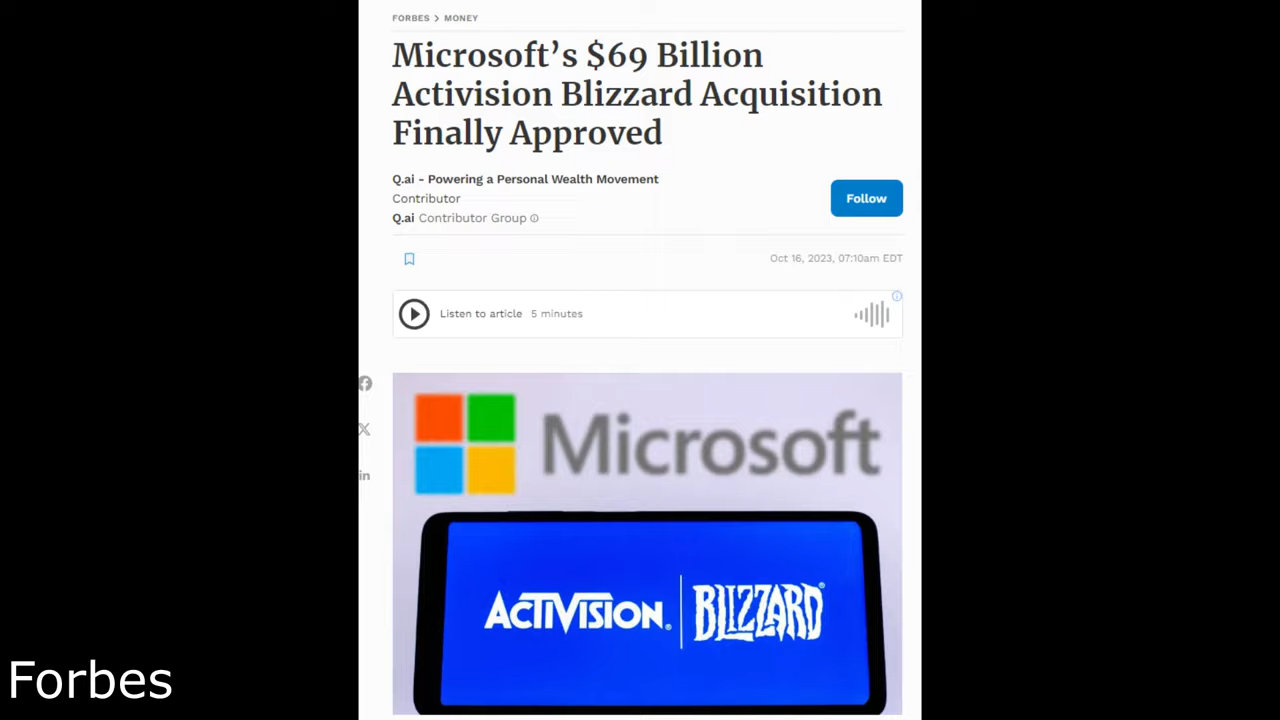 FORBES > MONEY
Microsoft’s $69 Billion
Activision Blizzard Acquisition
Finally Approved
Q.ai - Powering a Personal Wealth Movement
Contributor
Q.ai Contributor Group
Follow
Oct 16, 2023, 07:10am EDT
Listen to article 5 minutes
Microsoft
ACTIVISION® BLIZZARD®
Forbes